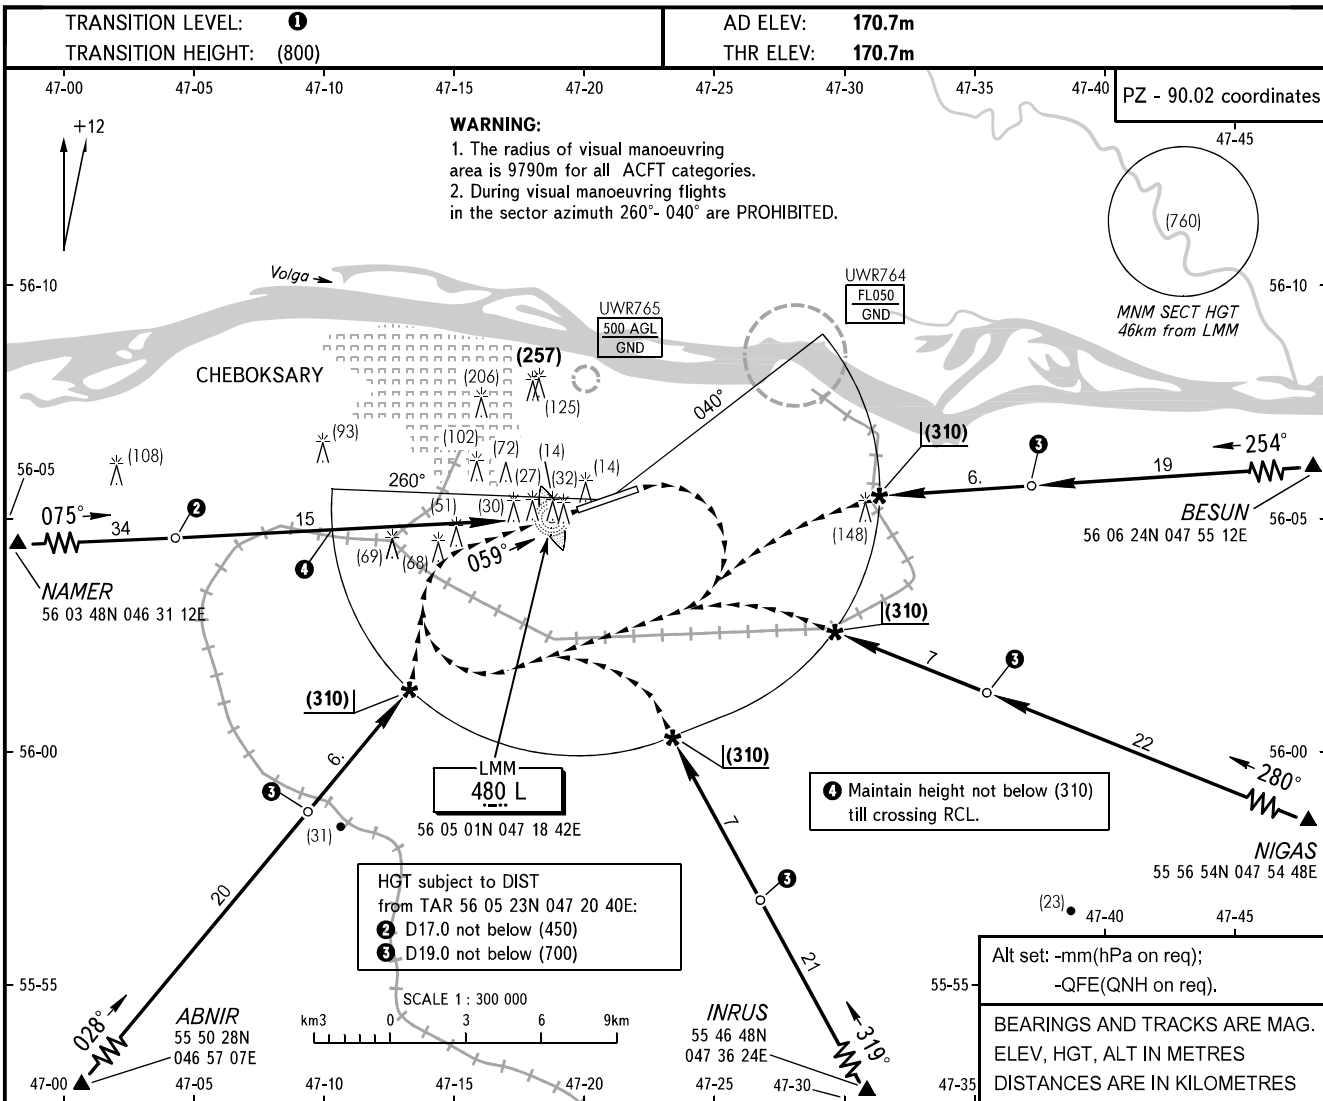 TRANSITION LEVEL: ❶
TRANSITION HEIGHT: (800)
AD ELEV: 170.7m
THR ELEV: 170.7m
47-00 47-05 47-10 47-15 47-20 47-25 47-30 47-40
PZ - 90.02 coordinates
47-45
+12
WARNING:
1. The radius of visual manoeuvring
area is 9790m for all ACFT categories.
2. During visual manoeuvring flights
in the sector azimuth 260°- 040° are PROHIBITED.
(760)
MNM SECT HGT
46km from LMM
56-10
56-10
Volga
UWR765
500 AGL
GND
UWR764
FL050
GND
CHEBOKSARY
(257)
(206)
(125)
(93)
(108)
(102)
(72)
(14)
(27)
(32)
(14)
(30)
(51)
(69)
(68)
(148)
040°
260°
(310)
❸
254°
6.
19
BESUN
56 06 24N 047 55 12E
56-05
56-05
075°
34
❷
15
❹
059°
NAMER
56 03 48N 046 31 12E
(310)
7
❸
22
280°
NIGAS
55 56 54N 047 54 48E
(310)
(310)
56-00
56-00
6.
❸
(31)
20
028°
ABNIR
55 50 28N
046 57 07E
LMM
480 L
56 05 01N 047 18 42E
❹ Maintain height not below (310)
till crossing RCL.
7
❸
21
319°
INRUS
55 46 48N
047 36 24E
HGT subject to DIST
from TAR 56 05 23N 047 20 40E:
❷ D17.0 not below (450)
❸ D19.0 not below (700)
(23)
47-40 47-45
55-55
55-55
SCALE 1 : 300 000
km3 0 3 6 9km
Alt set: -mm(hPa on req);
-QFE(QNH on req).
BEARINGS AND TRACKS ARE MAG.
ELEV, HGT, ALT IN METRES
DISTANCES ARE IN KILOMETRES
47-00 47-05 47-10 47-15 47-20 47-25 47-30 47-35